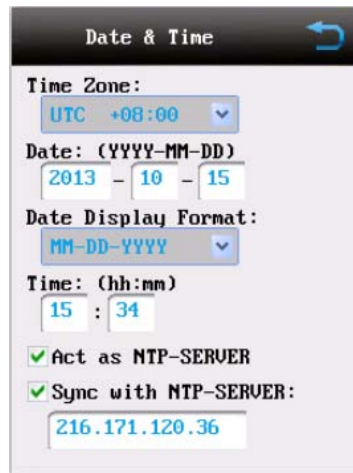 Date & Time
Time Zone:
UTC +08:00
Date: (YYYY-MM-DD)
2013 - 10 - 15
Date Display Format:
MM-DD-YYYY
Time: (hh:mm)
15 : 34
Act as NTP-SERVER
Sync with NTP-SERVER:
216.171.120.36